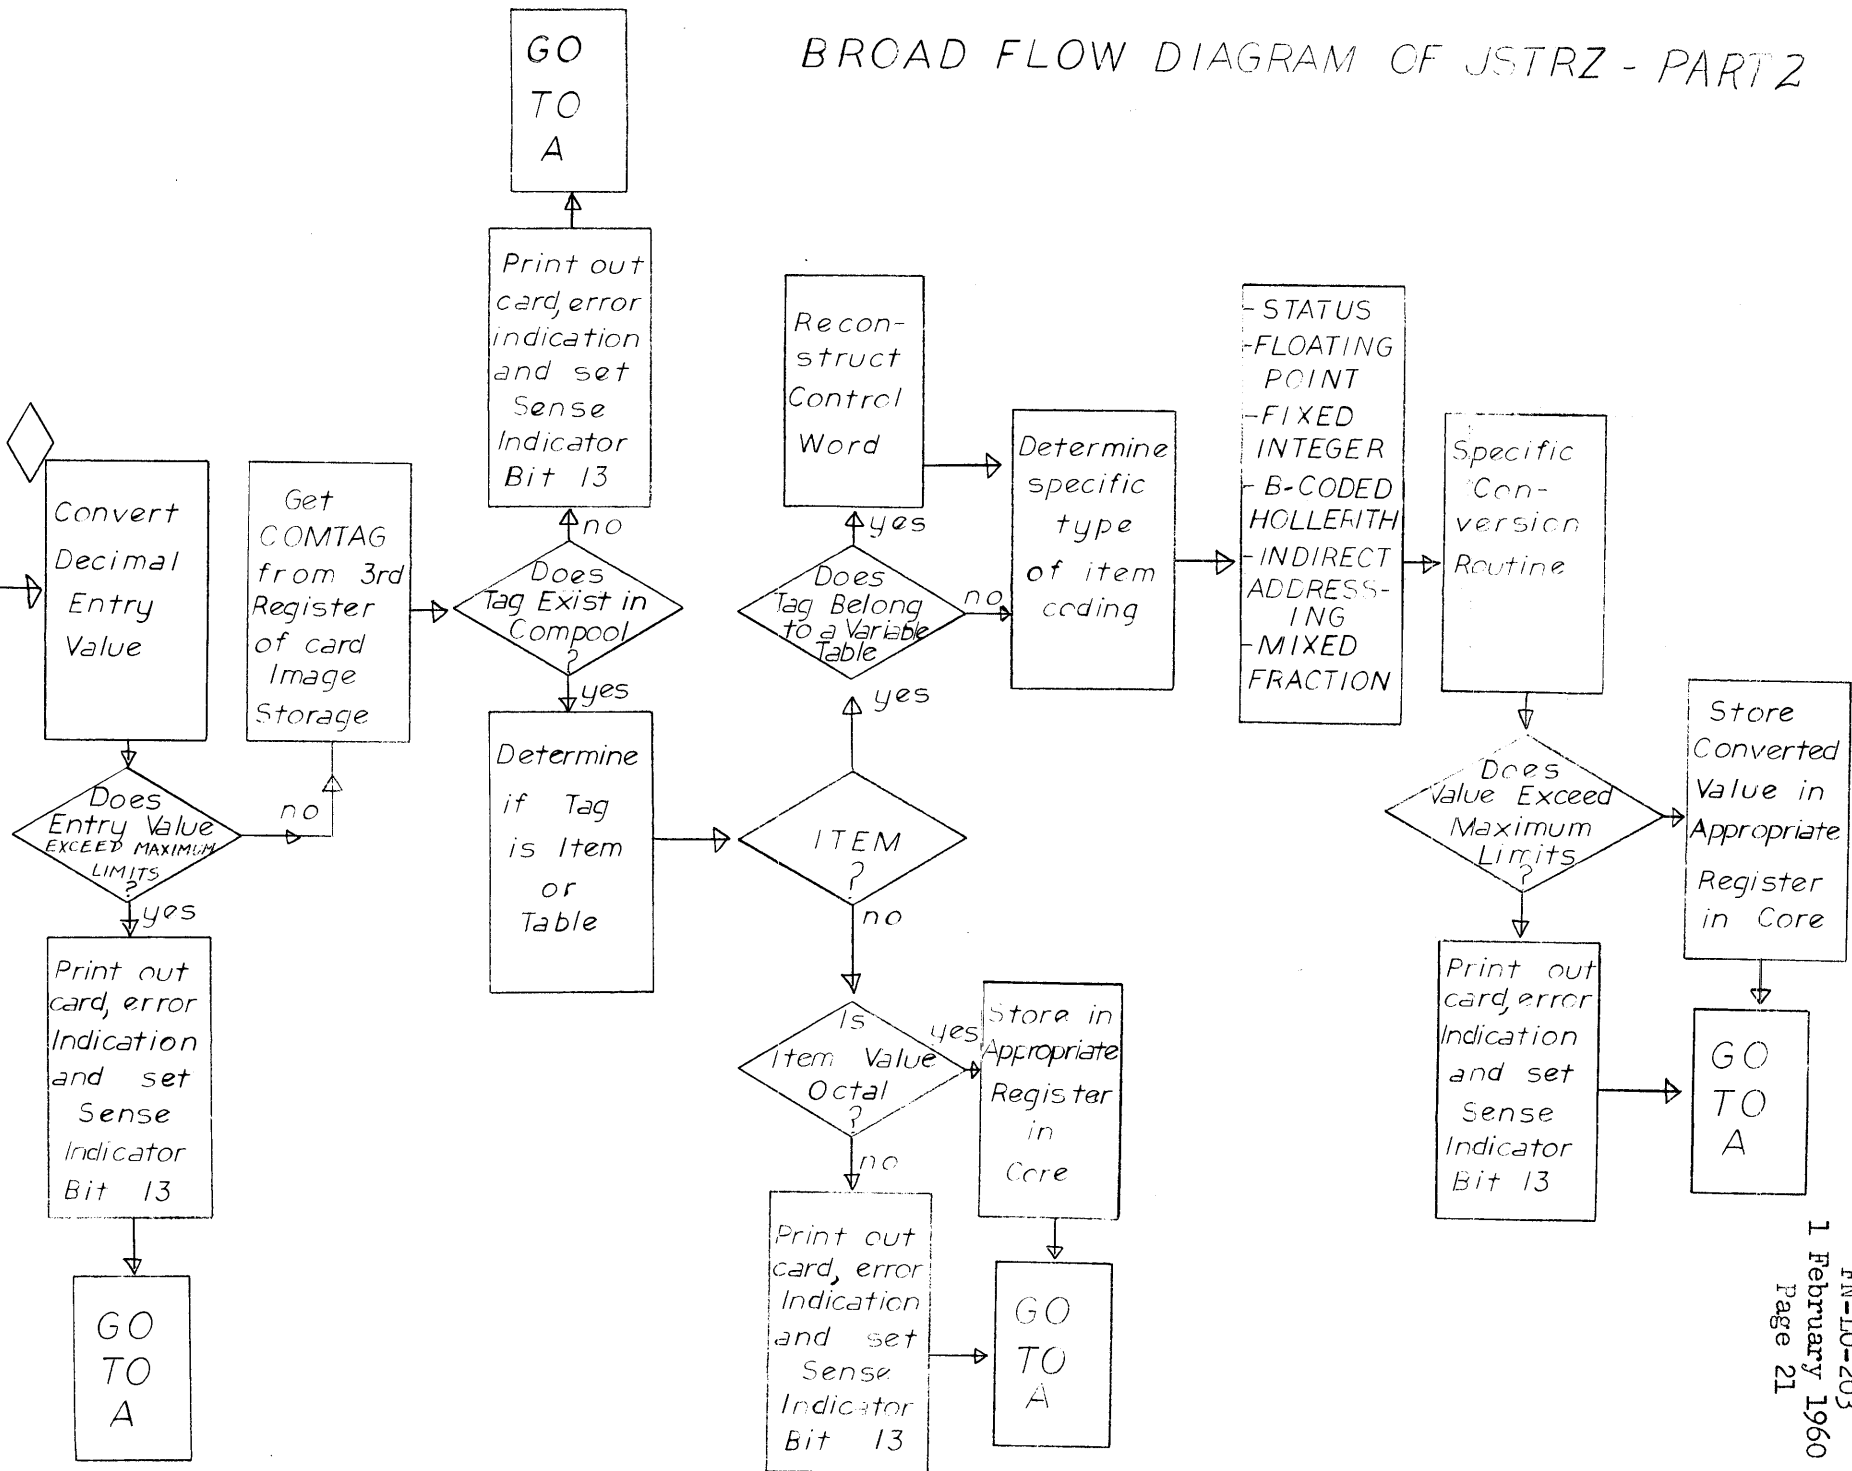 BROAD FLOW DIAGRAM OF JSTRZ - PART 2
GO
TO
A
Print out
card, error
indication
and set
Sense
Indicator
Bit 13
no
Does
Tag Exist in
Compool
?
yes
Convert
Decimal
Entry
Value
Does
Entry Value
EXCEED MAXIMUM
LIMITS
?
no
yes
Print out
card, error
Indication
and set
Sense
Indicator
Bit 13
GO
TO
A
Get
COMTAG
from 3rd
Register
of card
Image
Storage
Determine
if Tag
is Item
or
Table
ITEM
?
yes
no
Does
Tag Belong
to a Variable
Table
yes
no
Recon-
struct
Control
Word
Determine
specific
type
of item
coding
-STATUS
-FLOATING
POINT
-FIXED
INTEGER
-B-CODED
HOLLERITH
-INDIRECT
ADDRESS-
ING
-MIXED
FRACTION
Specific
Con-
version
Routine
Does
Value Exceed
Maximum
Limits
?
Store
Converted
Value in
Appropriate
Register
in Core
GO
TO
A
Print out
card, error
Indication
and set
Sense
Indicator
Bit 13
Is
Item Value
Octal
?
yes
no
Store in
Appropriate
Register
in
Core
Print out
card, error
Indication
and set
Sense
Indicator
Bit 13
GO
TO
A
1 February 1960
Page 21